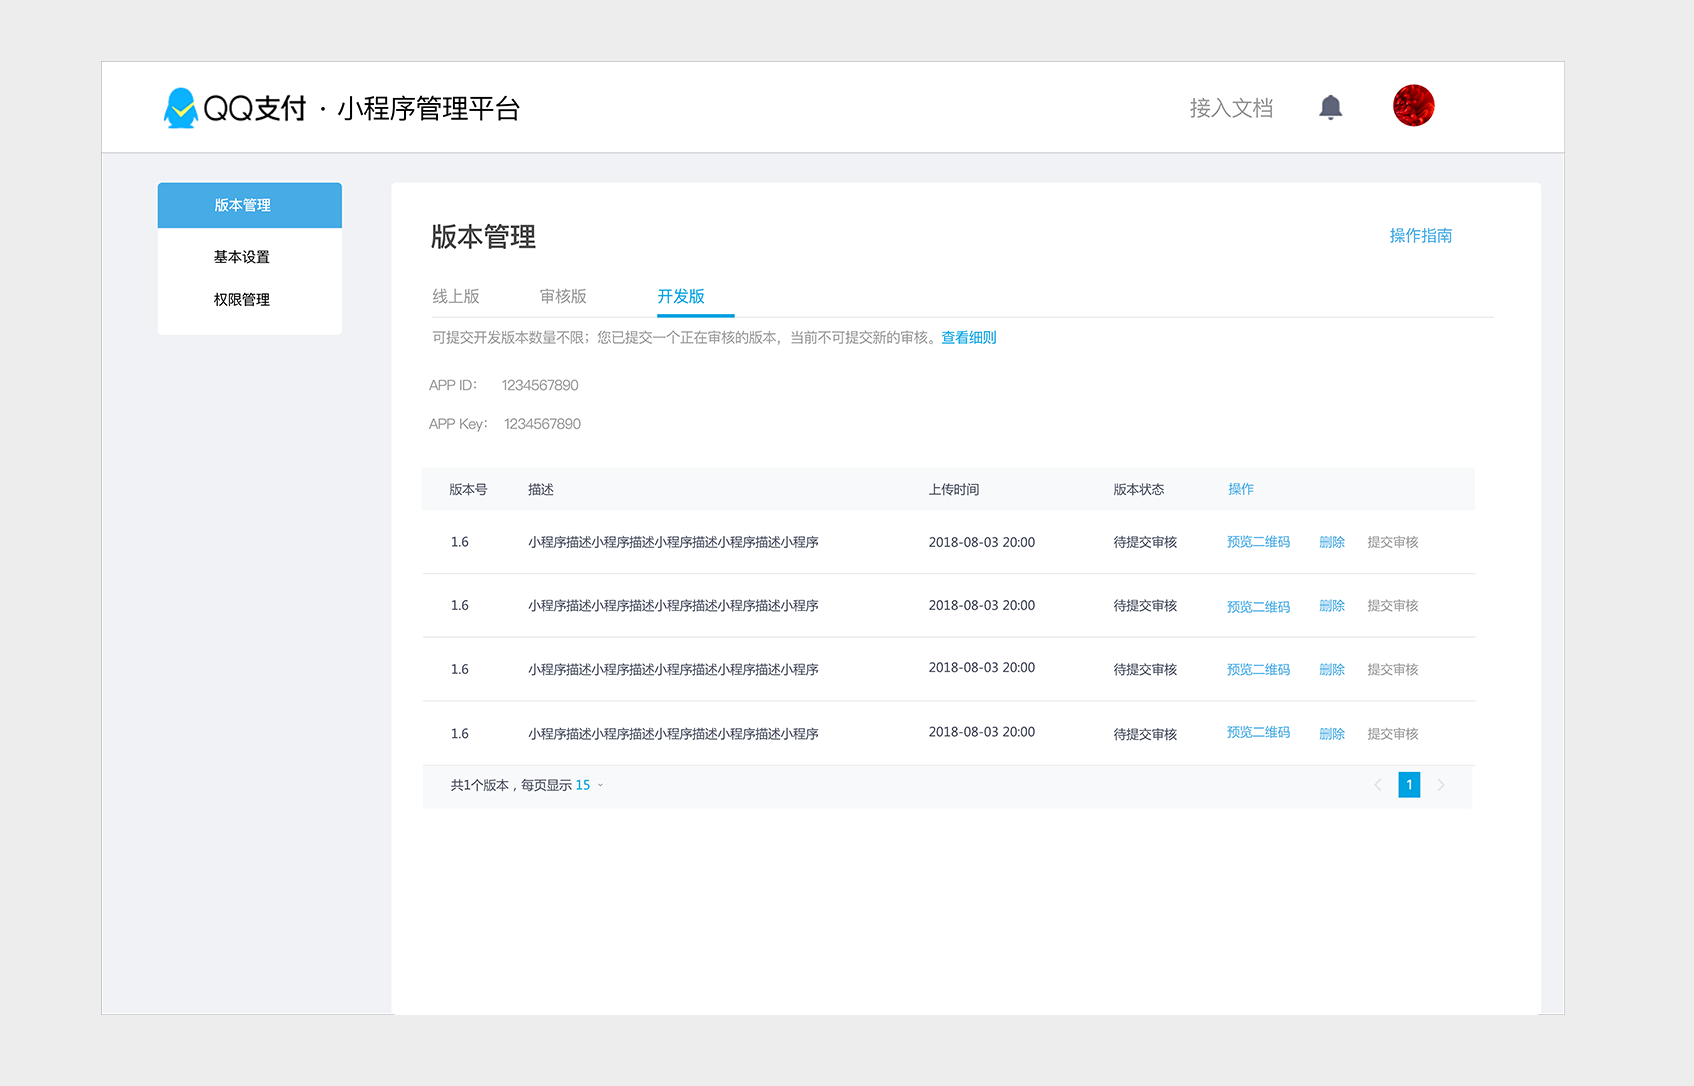 QQ支付 · 小程序管理平台
接入文档
版本管理
基本设置
权限管理
版本管理
操作指南
线上版 审核版 开发版
可提交开发版本数量不限；您已提交一个正在审核的版本，当前不可提交新的审核。查看细则
APP ID： 1234567890
APP Key： 1234567890
版本号 描述 上传时间 版本状态 操作
1.6 小程序描述小程序描述小程序描述小程序描述小程序 2018-08-03 20:00 待提交审核 预览二维码 删除 提交审核
1.6 小程序描述小程序描述小程序描述小程序描述小程序 2018-08-03 20:00 待提交审核 预览二维码 删除 提交审核
1.6 小程序描述小程序描述小程序描述小程序描述小程序 2018-08-03 20:00 待提交审核 预览二维码 删除 提交审核
1.6 小程序描述小程序描述小程序描述小程序描述小程序 2018-08-03 20:00 待提交审核 预览二维码 删除 提交审核
共1个版本，每页显示 15
1